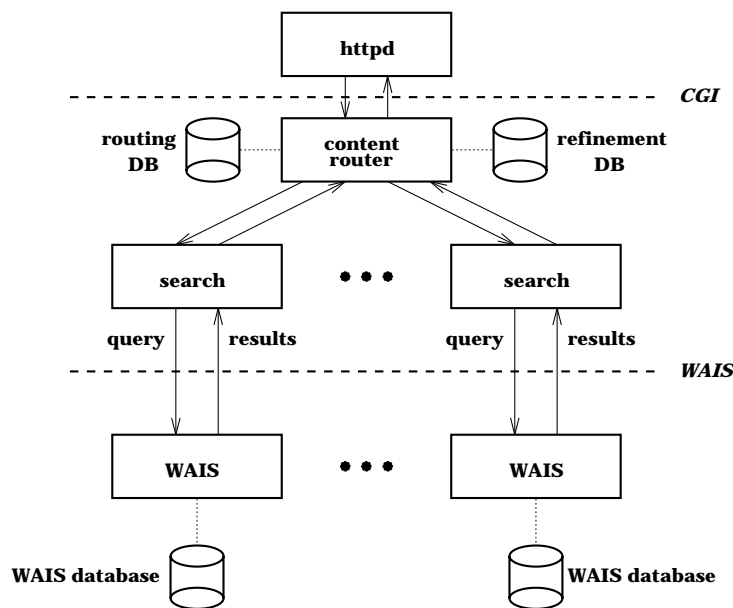 httpd
CGI
routing
DB
content
router
refinement
DB
search
search
query
results
query
results
WAIS
WAIS
WAIS
WAIS database
WAIS database